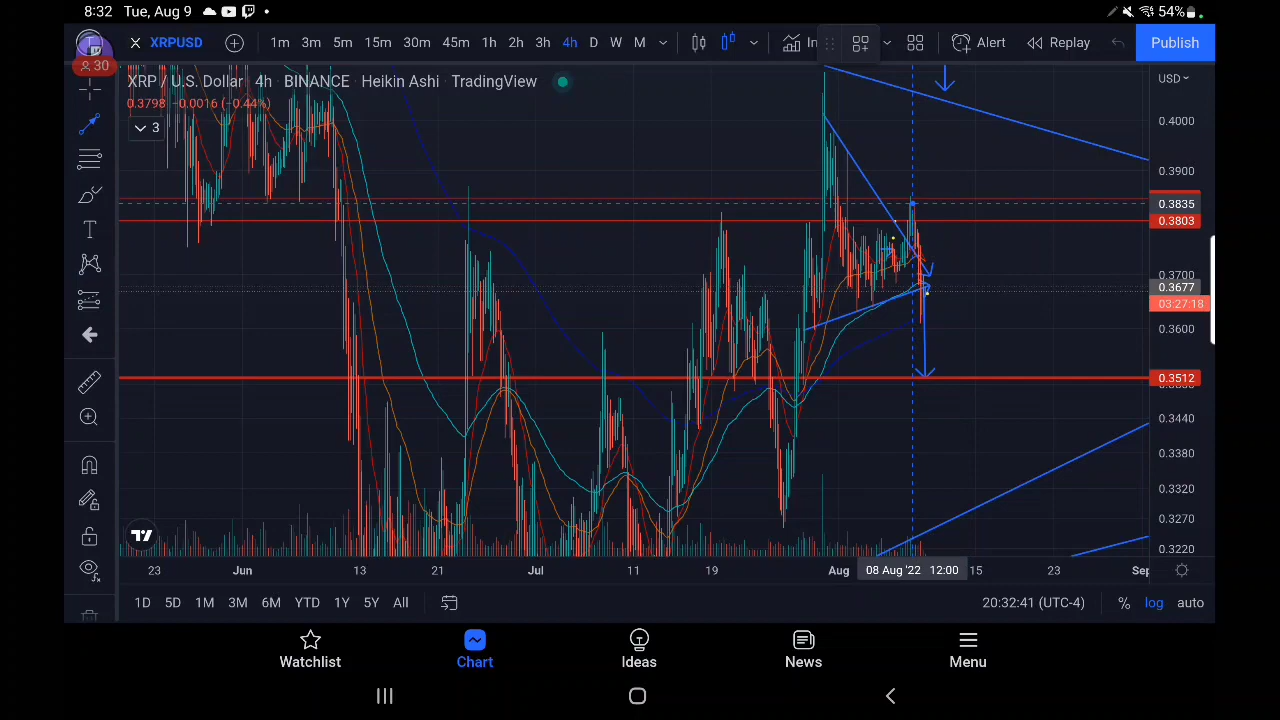 8:32 Tue, Aug 9 54%
XRPUSD 1m 3m 5m 15m 30m 45m 1h 2h 3h 4h D W M In Alert Replay Publish
30
XRP / U.S. Dollar · 4h · BINANCE · Heikin Ashi · TradingView USD
0.3798 −0.0016 (−0.44%)
3
0.4000
0.3900
0.3835
0.3803
0.3700
0.3677
03:27:18
0.3600
0.3512
0.3440
0.3380
0.3320
0.3270
0.3220
23 Jun 13 21 Jul 11 19 Aug 08 Aug '22 12:00 15 23 Sep
1D 5D 1M 3M 6M YTD 1Y 5Y All 20:32:41 (UTC-4) % log auto
Watchlist Chart Ideas News Menu